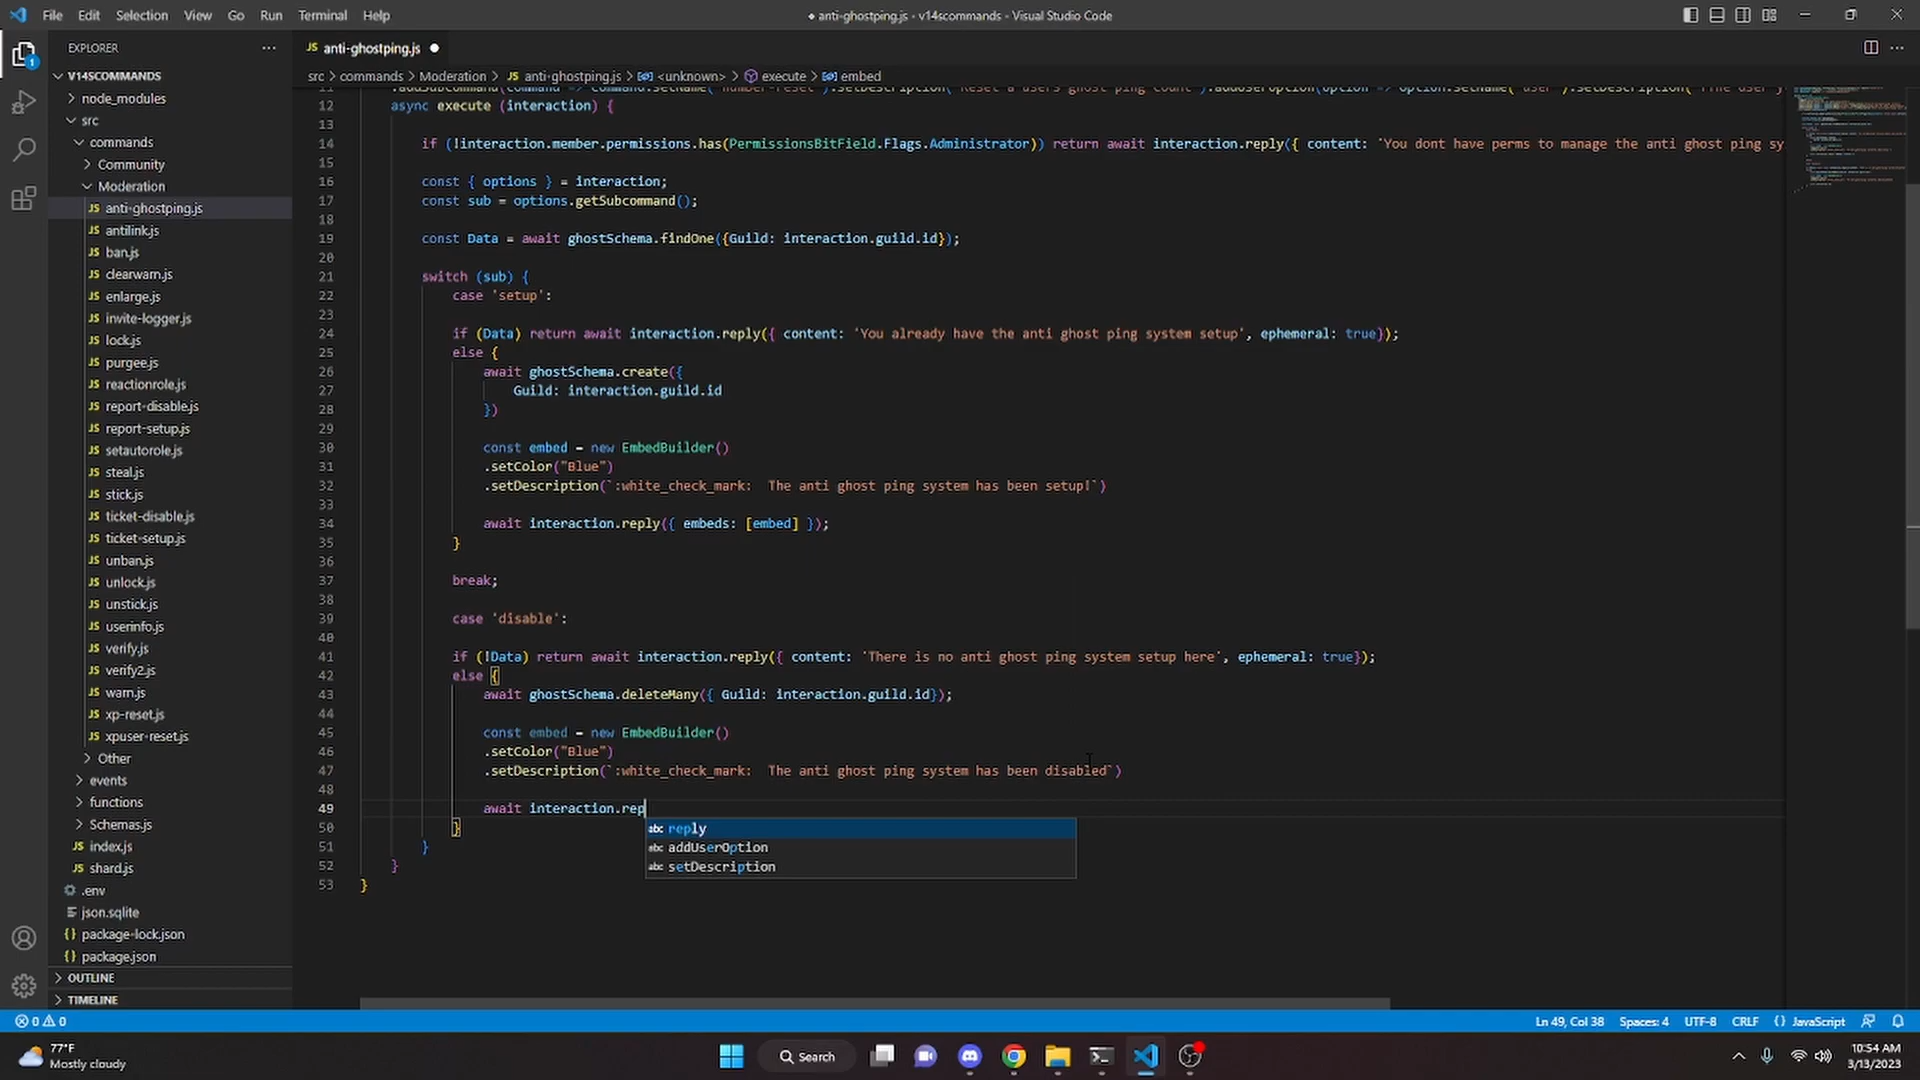 File Edit Selection View Go Run Terminal Help
● anti-ghostping.js - v14scommands - Visual Studio Code
EXPLORER
V14SCOMMANDS
node_modules
src
commands
Community
Moderation
JS anti-ghostping.js
JS antilink.js
JS ban.js
JS clearwarn.js
JS enlarge.js
JS invite-logger.js
JS lock.js
JS purgee.js
JS reactionrole.js
JS report-disable.js
JS report-setup.js
JS setautorole.js
JS steal.js
JS stick.js
JS ticket-disable.js
JS ticket-setup.js
JS unban.js
JS unlock.js
JS unstick.js
JS userinfo.js
JS verify.js
JS verify2.js
JS warn.js
JS xp-reset.js
JS xpuser-reset.js
Other
events
functions
Schemas.js
JS index.js
JS shard.js
.env
json.sqlite
{} package-lock.json
{} package.json
OUTLINE
TIMELINE
1
JS anti-ghostping.js ●
src > commands > Moderation > JS anti-ghostping.js > <unknown> > execute > embed
12 async execute (interaction) {
13
14 if (!interaction.member.permissions.has(PermissionsBitField.Flags.Administrator)) return await interaction.reply({ content: 'You dont have perms to manage the anti ghost ping sy
15
16 const { options } = interaction;
17 const sub = options.getSubcommand();
18
19 const Data = await ghostSchema.findOne({Guild: interaction.guild.id});
20
21 switch (sub) {
22 case 'setup':
23
24 if (Data) return await interaction.reply({ content: 'You already have the anti ghost ping system setup', ephemeral: true});
25 else {
26 await ghostSchema.create({
27 Guild: interaction.guild.id
28 })
29
30 const embed = new EmbedBuilder()
31 .setColor("Blue")
32 .setDescription(`:white_check_mark:  The anti ghost ping system has been setup!`)
33
34 await interaction.reply({ embeds: [embed] });
35 }
36
37 break;
38
39 case 'disable':
40
41 if (!Data) return await interaction.reply({ content: 'There is no anti ghost ping system setup here', ephemeral: true});
42 else {
43 await ghostSchema.deleteMany({ Guild: interaction.guild.id});
44
45 const embed = new EmbedBuilder()
46 .setColor("Blue")
47 .setDescription(`:white_check_mark:  The anti ghost ping system has been disabled`)
48
49 await interaction.rep
50 }
51 }
52 }
53 }
abc reply
abc addUserOption
abc setDescription
0 0
Ln 49, Col 38 Spaces: 4 UTF-8 CRLF {} JavaScript
77°F
Mostly cloudy
Search
10:54 AM
3/13/2023